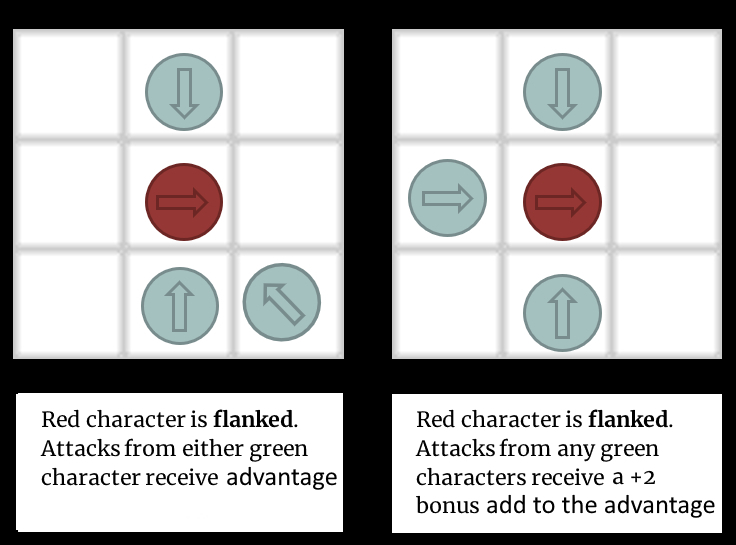 Red character is flanked.
Attacks from either green
character receive advantage
Red character is flanked.
Attacks from any green
characters receive a +2
bonus add to the advantage